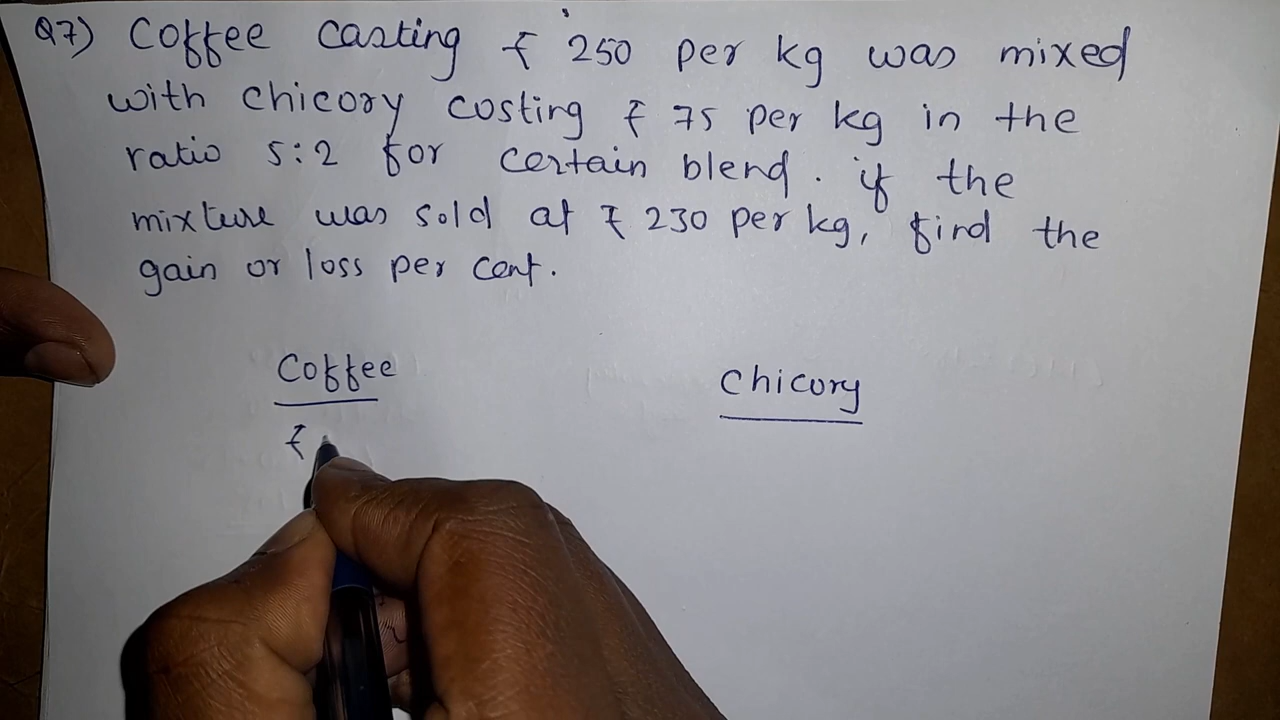 Q7) Coffee casting ₹ 250 per kg was mixed
with chicory costing ₹ 75 per kg in the
ratio 5:2 for certain blend. if the
mixture was sold at ₹ 230 per kg, find the
gain or loss per cent.
Coffee Chicory
₹